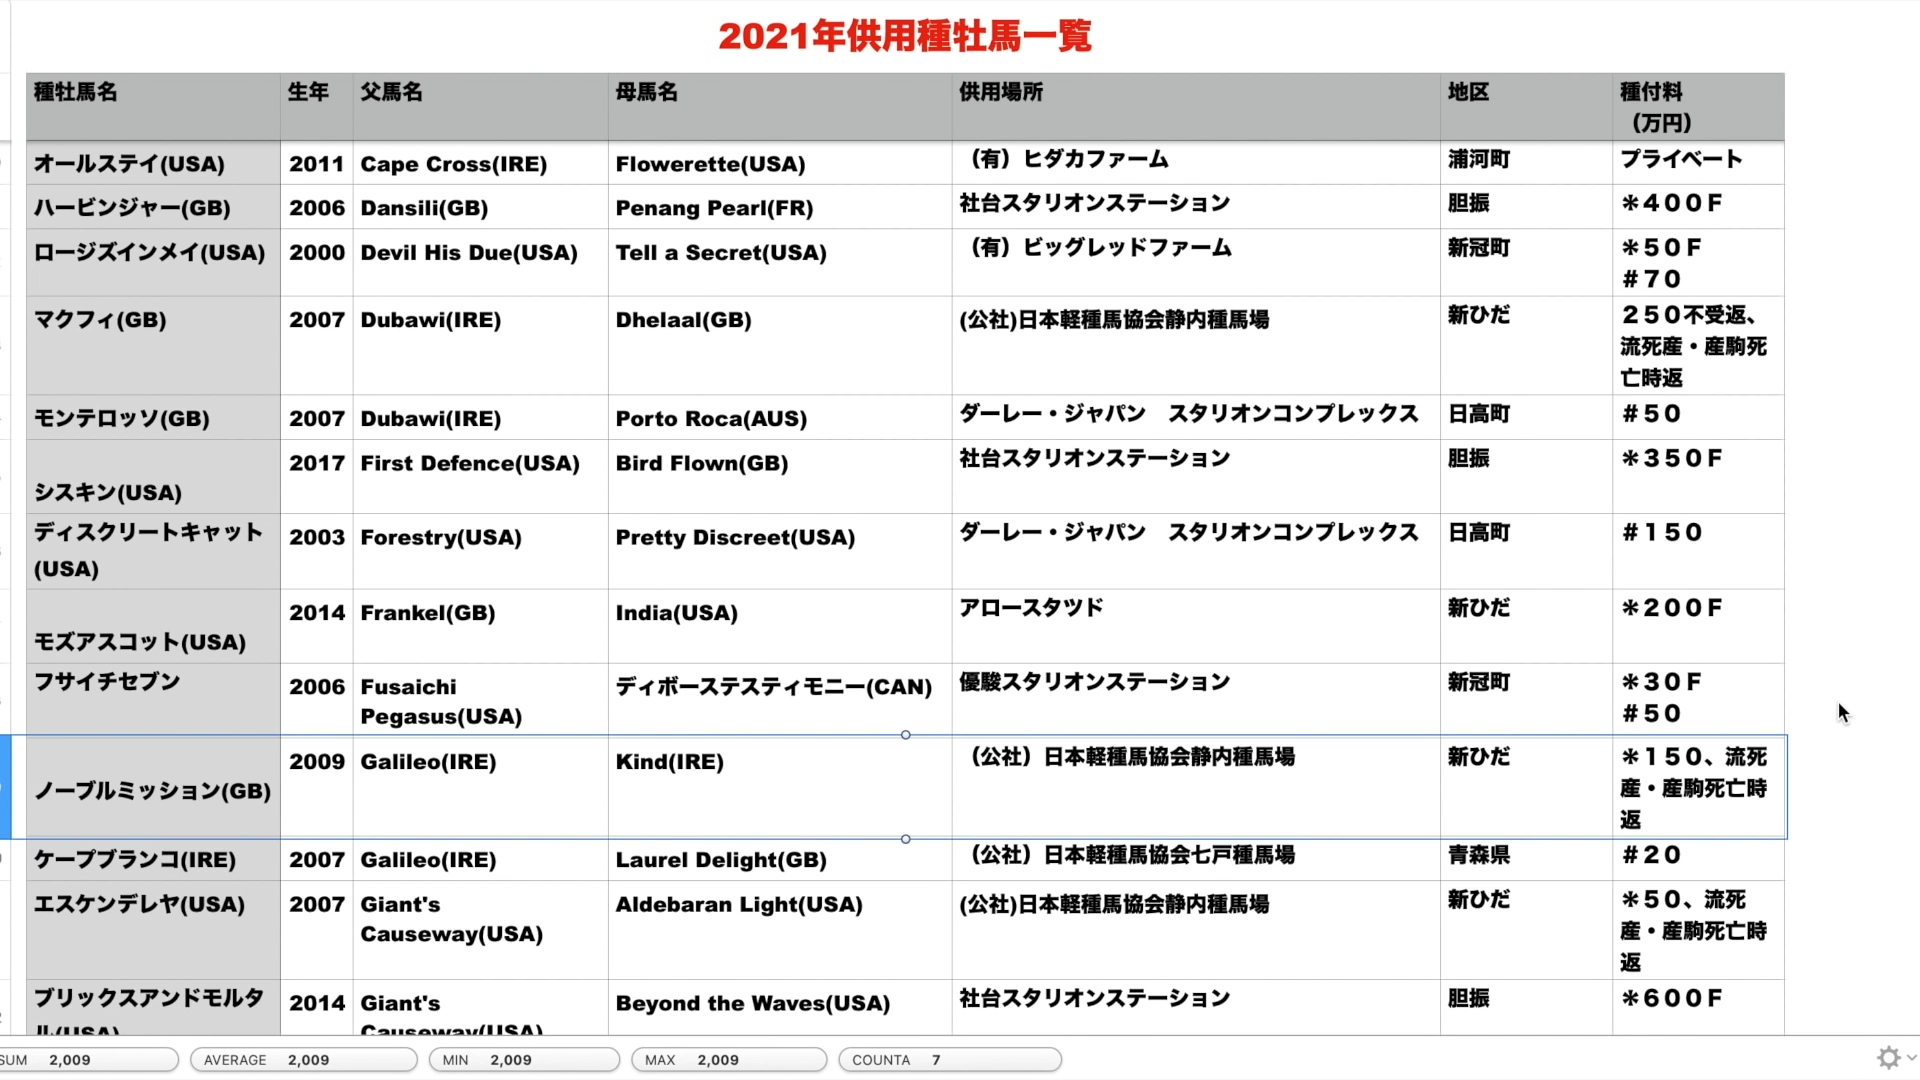 2021年供用種牡馬一覧
種牡馬名 生年 父馬名 母馬名 供用場所 地区 種付料
（万円）
オールステイ(USA) 2011 Cape Cross(IRE) Flowerette(USA) （有）ヒダカファーム 浦河町 プライベート
ハービンジャー(GB) 2006 Dansili(GB) Penang Pearl(FR) 社台スタリオンステーション 胆振 ＊４００Ｆ
ロージズインメイ(USA) 2000 Devil His Due(USA) Tell a Secret(USA) （有）ビッグレッドファーム 新冠町 ＊５０Ｆ
＃７０
マクフィ(GB) 2007 Dubawi(IRE) Dhelaal(GB) (公社)日本軽種馬協会静内種馬場 新ひだ ２５０不受返、
流死産・産駒死
亡時返
モンテロッソ(GB) 2007 Dubawi(IRE) Porto Roca(AUS) ダーレー・ジャパン　スタリオンコンプレックス 日高町 ＃５０
2017 First Defence(USA) Bird Flown(GB) 社台スタリオンステーション 胆振 ＊３５０Ｆ
シスキン(USA)
ディスクリートキャット 2003 Forestry(USA) Pretty Discreet(USA) ダーレー・ジャパン　スタリオンコンプレックス 日高町 ＃１５０
(USA)
2014 Frankel(GB) India(USA) アロースタツド 新ひだ ＊２００Ｆ
モズアスコット(USA)
フサイチセブン 2006 Fusaichi ディボーステスティモニー(CAN) 優駿スタリオンステーション 新冠町 ＊３０Ｆ
Pegasus(USA) ＃５０
2009 Galileo(IRE) Kind(IRE) （公社）日本軽種馬協会静内種馬場 新ひだ ＊１５０、流死
ノーブルミッション(GB) 産・産駒死亡時
返
ケープブランコ(IRE) 2007 Galileo(IRE) Laurel Delight(GB) （公社）日本軽種馬協会七戸種馬場 青森県 ＃２０
エスケンデレヤ(USA) 2007 Giant's Aldebaran Light(USA) (公社)日本軽種馬協会静内種馬場 新ひだ ＊５０、流死
Causeway(USA) 産・産駒死亡時
返
ブリックスアンドモルタ 2014 Giant's Beyond the Waves(USA) 社台スタリオンステーション 胆振 ＊６００Ｆ
ル(USA) Causeway(USA)
SUM 2,009 AVERAGE 2,009 MIN 2,009 MAX 2,009 COUNTA 7